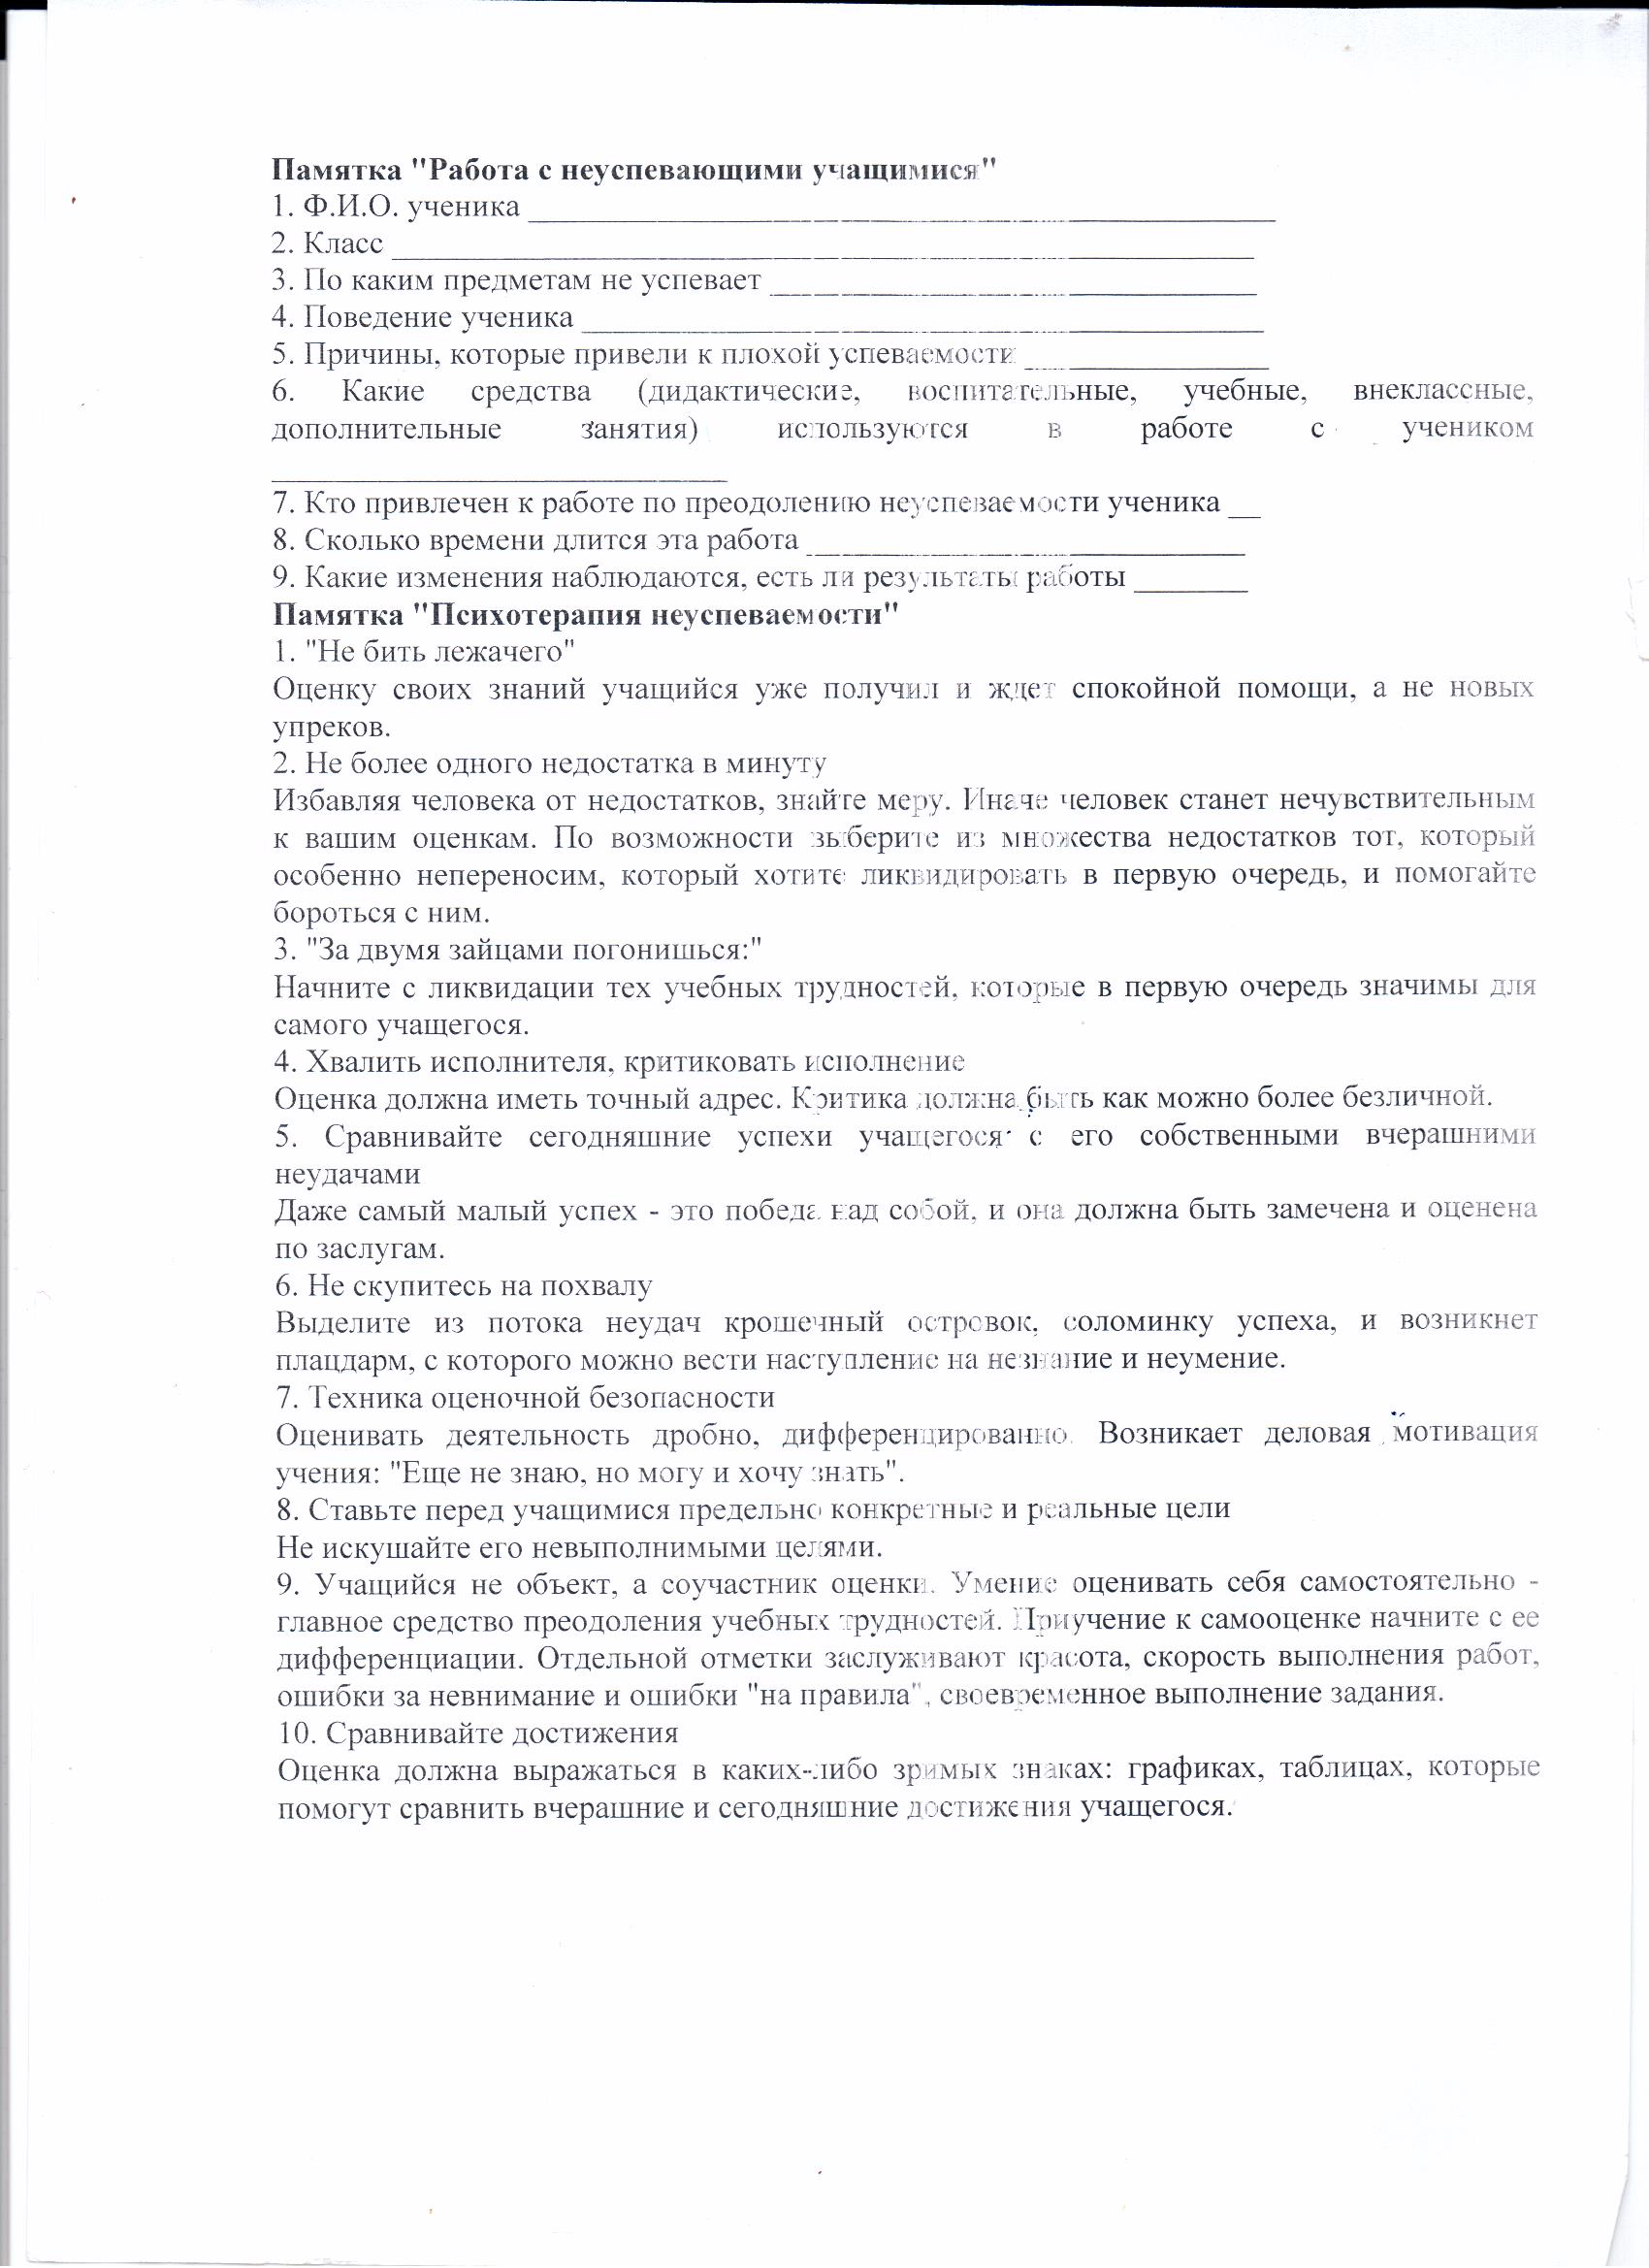 Памятка "Работа с неуспевающими учащимися"
1. Ф.И.О. ученика ______________________________________________
2. Класс _____________________________________________________
3. По каким предметам не успевает ______________________________
4. Поведение ученика __________________________________________
5. Причины, которые привели к плохой успеваемости _______________
6. Какие средства (дидактические, воспитательные, учебные, внеклассные,
дополнительные занятия) используются в работе с учеником
____________________________
7. Кто привлечен к работе по преодолению неуспеваемости ученика __
8. Сколько времени длится эта работа ___________________________
9. Какие изменения наблюдаются, есть ли результаты работы _______
Памятка "Психотерапия неуспеваемости"
1. "Не бить лежачего"
Оценку своих знаний учащийся уже получил и ждет спокойной помощи, а не новых
упреков.
2. Не более одного недостатка в минуту
Избавляя человека от недостатков, знайте меру. Иначе человек станет нечувствительным
к вашим оценкам. По возможности выберите из множества недостатков тот, который
особенно непереносим, который хотите ликвидировать в первую очередь, и помогайте
бороться с ним.
3. "За двумя зайцами погонишься:"
Начните с ликвидации тех учебных трудностей, которые в первую очередь значимы для
самого учащегося.
4. Хвалить исполнителя, критиковать исполнение
Оценка должна иметь точный адрес. Критика должна быть как можно более безличной.
5. Сравнивайте сегодняшние успехи учащегося с его собственными вчерашними
неудачами
Даже самый малый успех - это победа над собой, и она должна быть замечена и оценена
по заслугам.
6. Не скупитесь на похвалу
Выделите из потока неудач крошечный островок, соломинку успеха, и возникнет
плацдарм, с которого можно вести наступление на незнание и неумение.
7. Техника оценочной безопасности
Оценивать деятельность дробно, дифференцированно. Возникает деловая мотивация
учения: "Еще не знаю, но могу и хочу знать".
8. Ставьте перед учащимися предельно конкретные и реальные цели
Не искушайте его невыполнимыми целями.
9. Учащийся не объект, а соучастник оценки. Умение оценивать себя самостоятельно -
главное средство преодоления учебных трудностей. Приучение к самооценке начните с ее
дифференциации. Отдельной отметки заслуживают красота, скорость выполнения работ,
ошибки за невнимание и ошибки "на правила", своевременное выполнение задания.
10. Сравнивайте достижения
Оценка должна выражаться в каких-либо зримых знаках: графиках, таблицах, которые
помогут сравнить вчерашние и сегодняшние достижения учащегося.